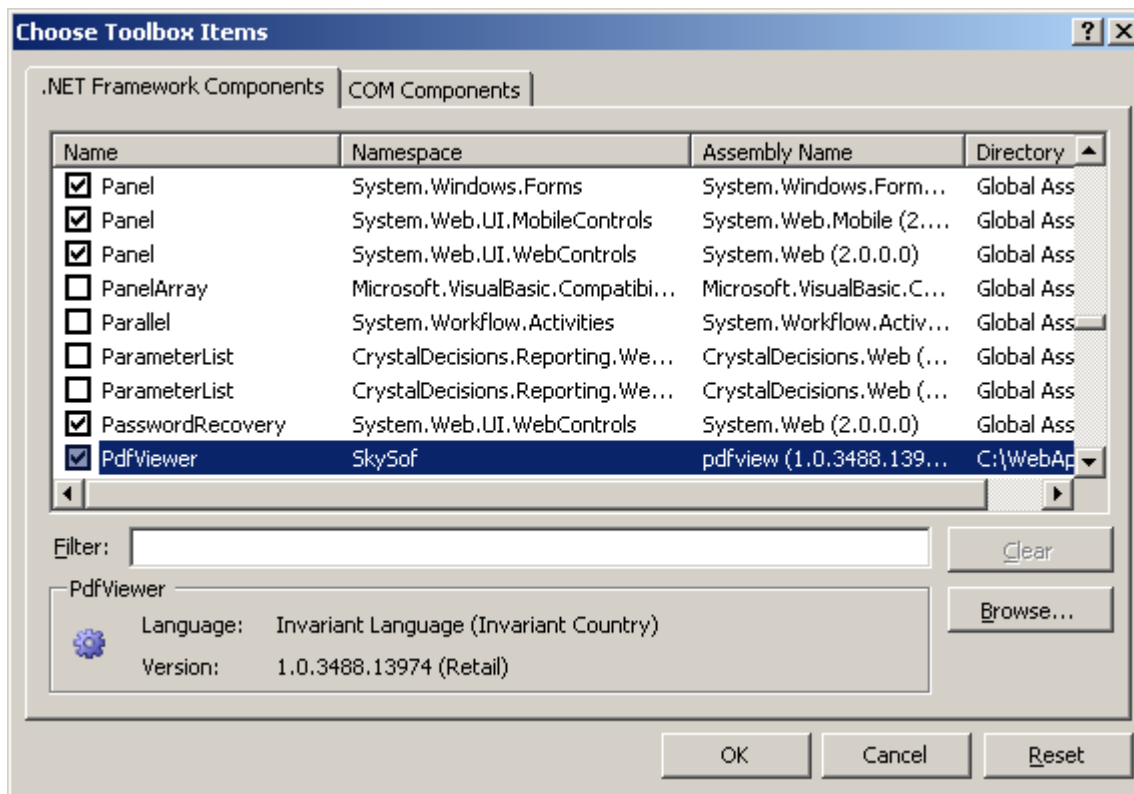 Choose Toolbox Items
.NET Framework Components COM Components
Name Namespace Assembly Name Directory
Panel System.Windows.Forms System.Windows.Form... Global Ass
Panel System.Web.UI.MobileControls System.Web.Mobile (2.... Global Ass
Panel System.Web.UI.WebControls System.Web (2.0.0.0) Global Ass
PanelArray Microsoft.VisualBasic.Compatibi... Microsoft.VisualBasic.C... Global Ass
Parallel System.Workflow.Activities System.Workflow.Activ... Global Ass
ParameterList CrystalDecisions.Reporting.We... CrystalDecisions.Web (... Global Ass
ParameterList CrystalDecisions.Reporting.We... CrystalDecisions.Web (... Global Ass
PasswordRecovery System.Web.UI.WebControls System.Web (2.0.0.0) Global Ass
PdfViewer SkySof pdfview (1.0.3488.139... C:\WebAp
Filter: Clear
PdfViewer
Language: Invariant Language (Invariant Country) Browse...
Version: 1.0.3488.13974 (Retail)
OK Cancel Reset